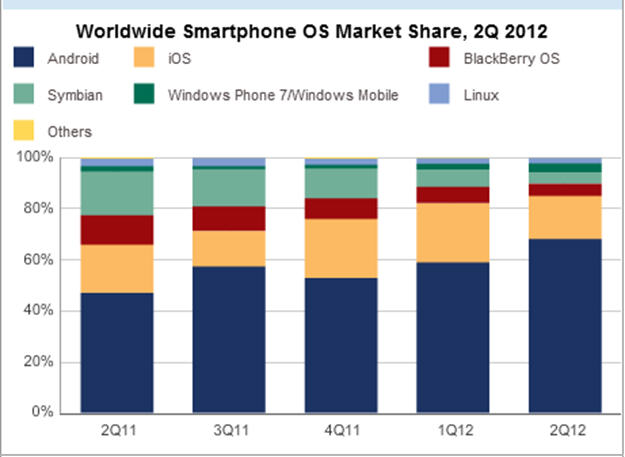 Worldwide Smartphone OS Market Share, 2Q 2012
Android iOS BlackBerry OS
Symbian Windows Phone 7/Windows Mobile Linux
Others
100%
80%
60%
40%
20%
0%
2Q11 3Q11 4Q11 1Q12 2Q12